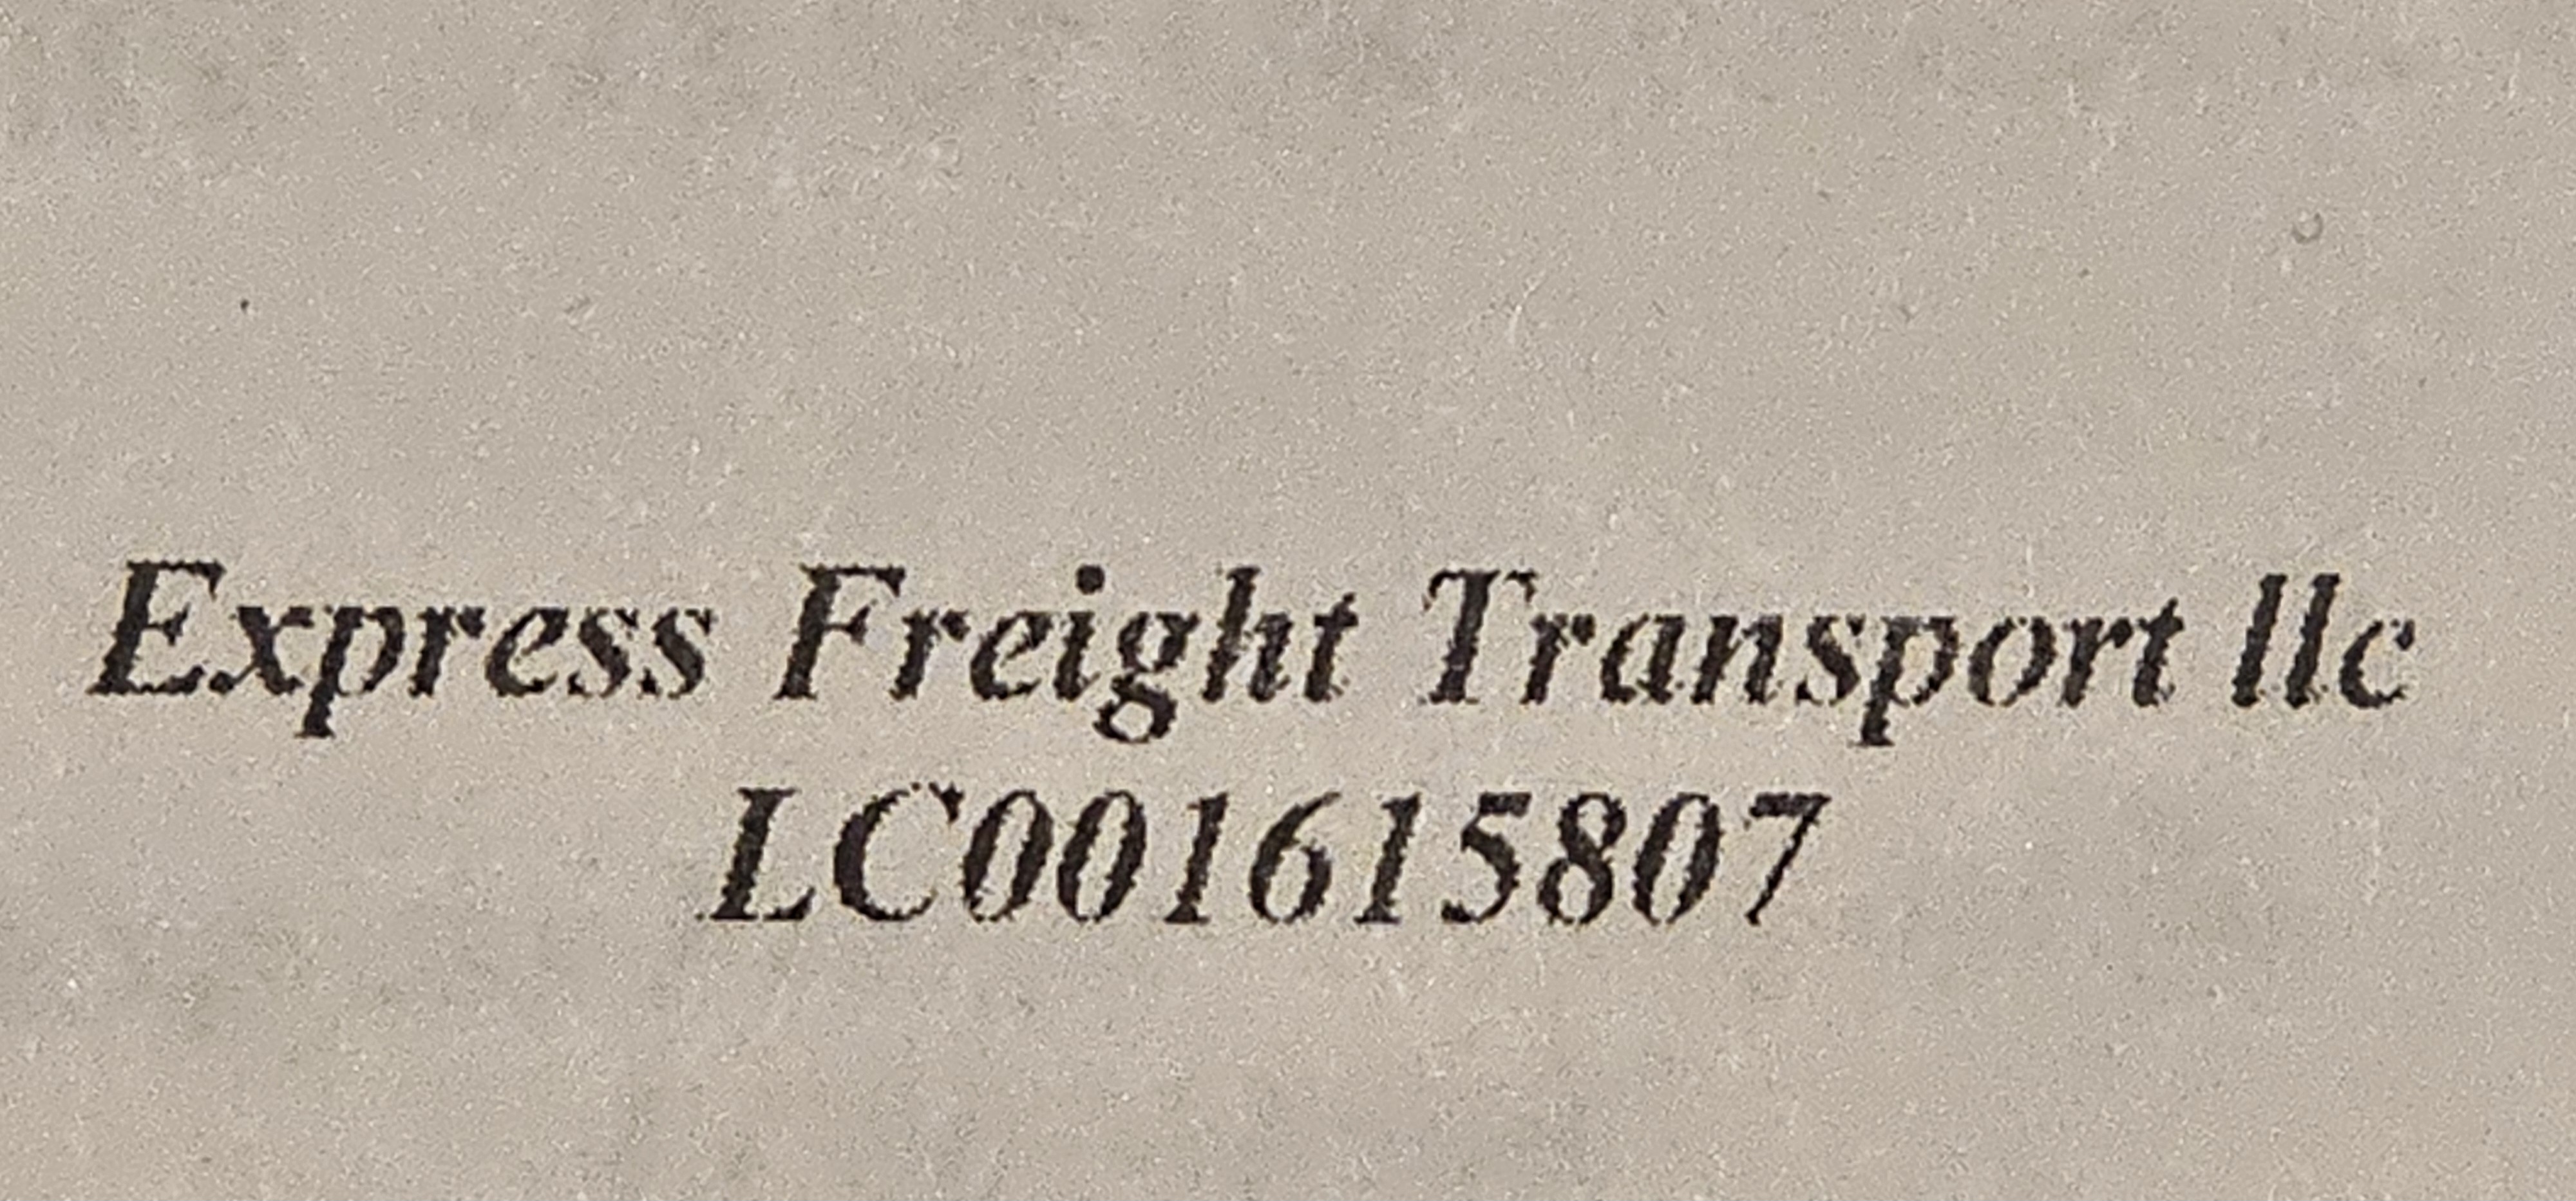 Express Freight Transport llc
LC001615807